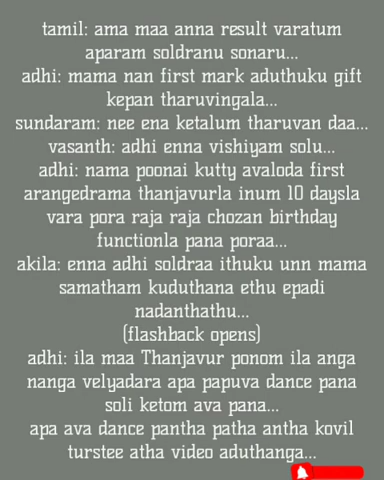 tamil: ama maa anna result varatum
aparam soldranu sonaru...
adhi: mama nan first mark aduthuku gift
kepan tharuvingala...
sundaram: nee ena ketalum tharuvan daa...
vasanth: adhi enna vishiyam solu...
adhi: nama poonai kutty avaloda first
arangedrama thanjavurla inum 10 daysla
vara pora raja raja chozan birthday
functionla pana poraa...
akila: enna adhi soldraa ithuku unn mama
samatham kuduthana ethu epadi
nadanthathu...
(flashback opens)
adhi: ila maa Thanjavur ponom ila anga
nanga velyadara apa papuva dance pana
soli ketom ava pana...
apa ava dance pantha patha antha kovil
turstee atha video aduthanga...